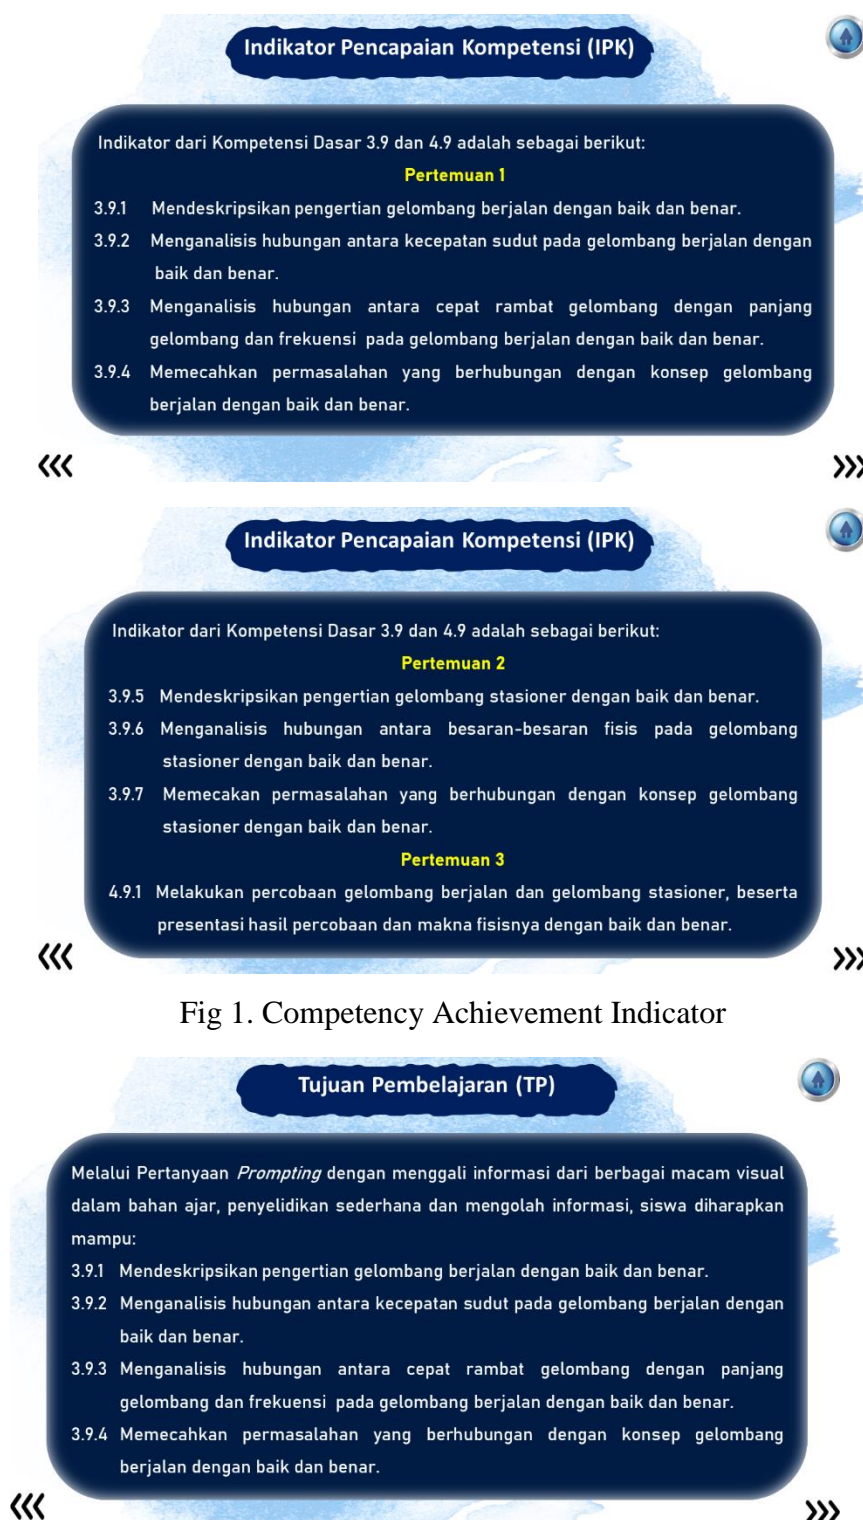 Indikator Pencapaian Kompetensi (IPK)
Indikator dari Kompetensi Dasar 3.9 dan 4.9 adalah sebagai berikut:
Pertemuan 1
3.9.1 Mendeskripsikan pengertian gelombang berjalan dengan baik dan benar.
3.9.2 Menganalisis hubungan antara kecepatan sudut pada gelombang berjalan dengan
baik dan benar.
3.9.3 Menganalisis hubungan antara cepat rambat gelombang dengan panjang
gelombang dan frekuensi pada gelombang berjalan dengan baik dan benar.
3.9.4 Memecahkan permasalahan yang berhubungan dengan konsep gelombang
berjalan dengan baik dan benar.
Indikator Pencapaian Kompetensi (IPK)
Indikator dari Kompetensi Dasar 3.9 dan 4.9 adalah sebagai berikut:
Pertemuan 2
3.9.5 Mendeskripsikan pengertian gelombang stasioner dengan baik dan benar.
3.9.6 Menganalisis hubungan antara besaran-besaran fisis pada gelombang
stasioner dengan baik dan benar.
3.9.7 Memecakan permasalahan yang berhubungan dengan konsep gelombang
stasioner dengan baik dan benar.
Pertemuan 3
4.9.1 Melakukan percobaan gelombang berjalan dan gelombang stasioner, beserta
presentasi hasil percobaan dan makna fisisnya dengan baik dan benar.
Fig 1. Competency Achievement Indicator
Tujuan Pembelajaran (TP)
Melalui Pertanyaan Prompting dengan menggali informasi dari berbagai macam visual
dalam bahan ajar, penyelidikan sederhana dan mengolah informasi, siswa diharapkan
mampu:
3.9.1 Mendeskripsikan pengertian gelombang berjalan dengan baik dan benar.
3.9.2 Menganalisis hubungan antara kecepatan sudut pada gelombang berjalan dengan
baik dan benar.
3.9.3 Menganalisis hubungan antara cepat rambat gelombang dengan panjang
gelombang dan frekuensi pada gelombang berjalan dengan baik dan benar.
3.9.4 Memecahkan permasalahan yang berhubungan dengan konsep gelombang
berjalan dengan baik dan benar.